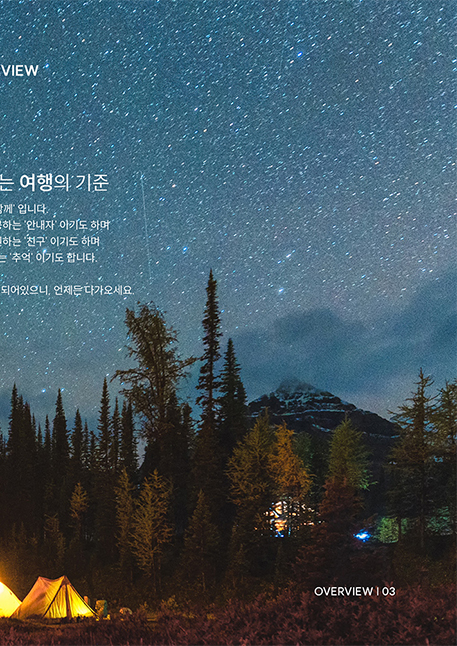 VIEW
는 여행의 기준
함께' 입니다.
하는 '안내자' 이기도 하며
하는 '친구' 이기도 하며
는 '추억' 이기도 합니다.
되어있으니, 언제든 다가오세요.
OVERVIEW | 03